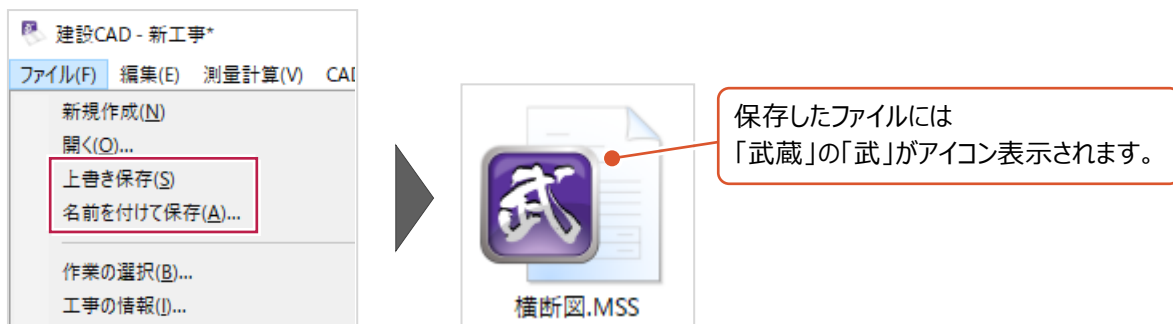 建設CAD - 新工事*
ファイル(F) 編集(E) 測量計算(V) CAD
新規作成(N)
開く(O)...
上書き保存(S)
名前を付けて保存(A)...
作業の選択(B)...
工事の情報(I)...
武
横断図.MSS
保存したファイルには
「武蔵」の「武」がアイコン表示されます。